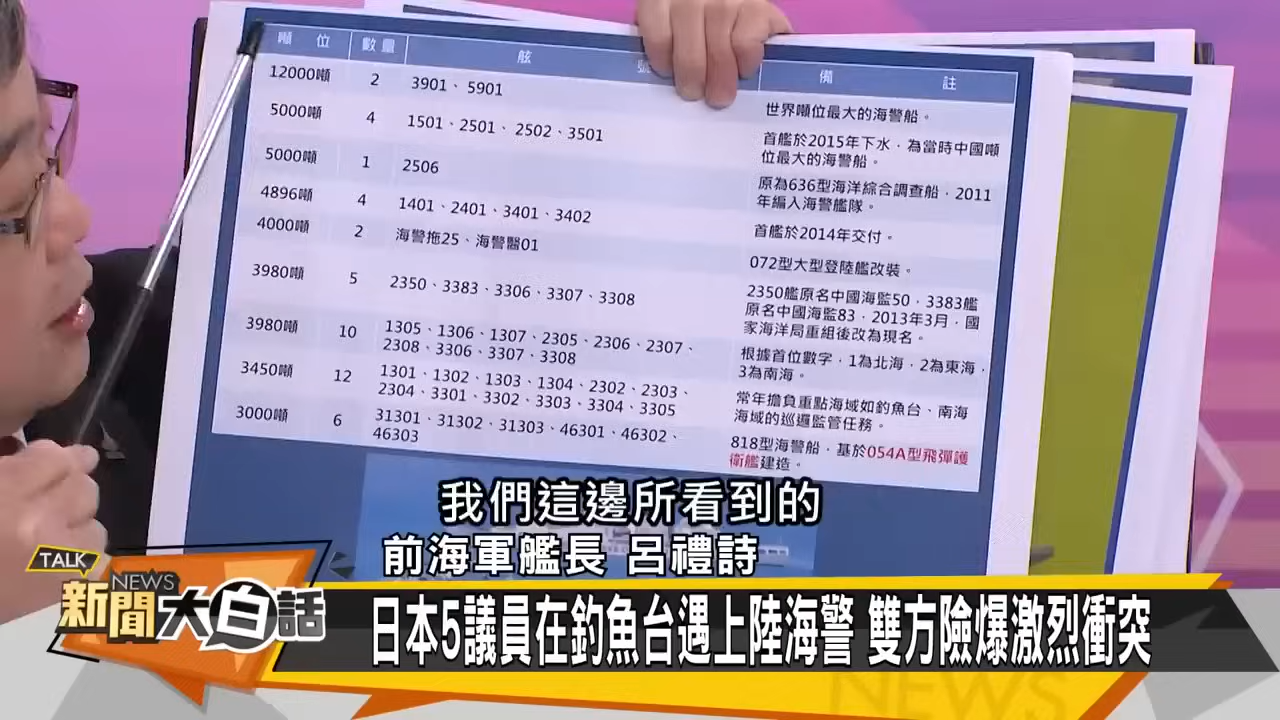 噸 位 數量 舷 號 備 註
12000噸 2 3901、5901 世界噸位最大的海警船。
5000噸 4 1501、2501、2502、3501 首艦於2015年下水，為當時中國噸
位最大的海警船。
5000噸 1 2506 原為636型海洋綜合調查船，2011
年編入海警艦隊。
4896噸 4 1401、2401、3401、3402 首艦於2014年交付。
4000噸 2 海警拖25、海警醫01 072型大型登陸艦改裝。
3980噸 5 2350、3383、3306、3307、3308 2350艦原名中國海監50，3383艦
原名中國海監83，2013年3月，國
家海洋局重組後改為現名。
3980噸 10 1305、1306、1307、2305、2306、2307、
2308、3306、3307、3308
根據首位數字，1為北海，2為東海，
3為南海。
3450噸 12 1301、1302、1303、1304、2302、2303、
2304、3301、3302、3303、3304、3305
常年擔負重點海域如釣魚台、南海
海域的巡邏監管任務。
3000噸 6 31301、31302、31303、46301、46302、
46303
818型海警船，基於054A型飛彈護
衛艦建造。
我們這邊所看到的
前海軍艦長 呂禮詩
TALK
NEWS
新聞大白話
日本5議員在釣魚台遇上陸海警 雙方險爆激烈衝突
NEWS